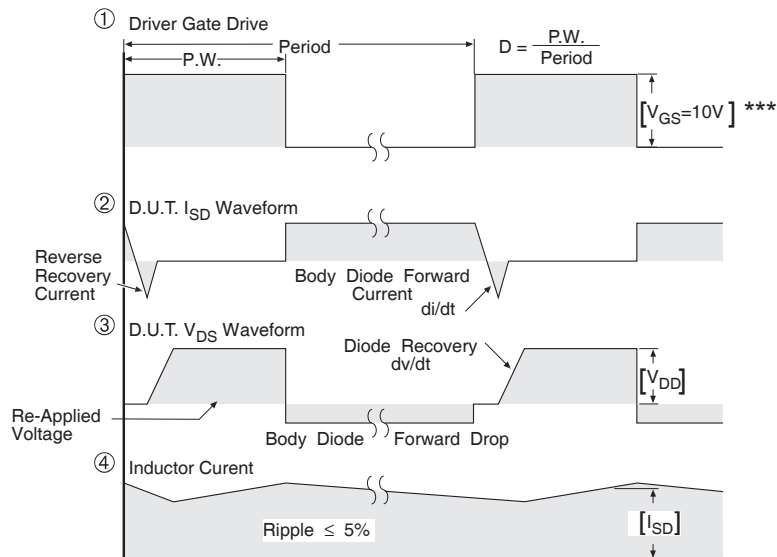 ① Driver Gate Drive
P.W.
Period
D = P.W. / Period
[VGS=10V] ***
② D.U.T. ISD Waveform
Reverse
Recovery
Current
Body Diode Forward
Current
di/dt
③ D.U.T. VDS Waveform
Diode Recovery
dv/dt
[VDD]
Re-Applied
Voltage
Body Diode Forward Drop
④ Inductor Curent
Ripple ≤ 5%
[ISD]